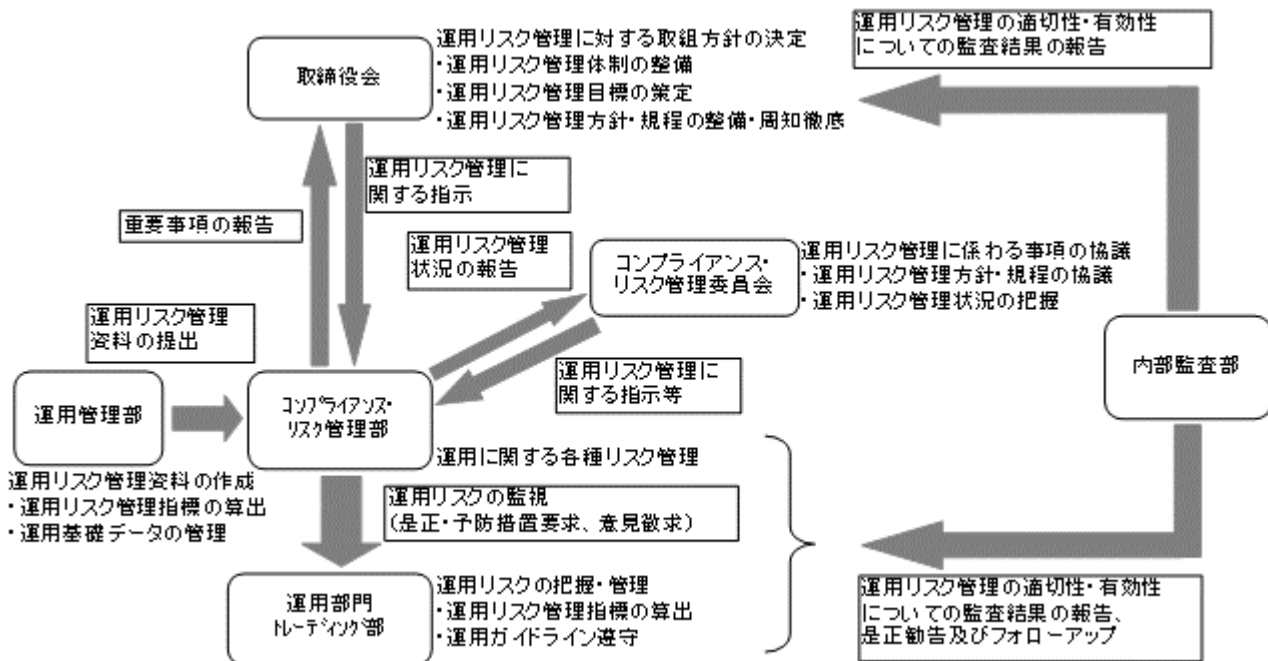 取締役会
運用リスク管理に対する取組方針の決定
・運用リスク管理体制の整備
・運用リスク管理目標の策定
・運用リスク管理方針・規程の整備・周知徹底
運用リスク管理の適切性・有効性
についての監査結果の報告
運用リスク管理に
関する指示
重要事項の報告
運用リスク管理
状況の報告
コンプライアンス・
リスク管理委員会
運用リスク管理に係わる事項の協議
・運用リスク管理方針・規程の協議
・運用リスク管理状況の把握
運用リスク管理
資料の提出
内部監査部
運用リスク管理に
関する指示等
運用管理部
コンプライアンス・
リスク管理部
運用に関する各種リスク管理
運用リスク管理資料の作成
・運用リスク管理指標の算出
・運用基礎データの管理
運用リスクの監視
(是正・予防措置要求、意見徴求)
運用部門
トレーディング部
運用リスクの把握・管理
・運用リスク管理指標の算出
・運用ガイドライン遵守
運用リスク管理の適切性・有効性
についての監査結果の報告、
是正勧告及びフォローアップ